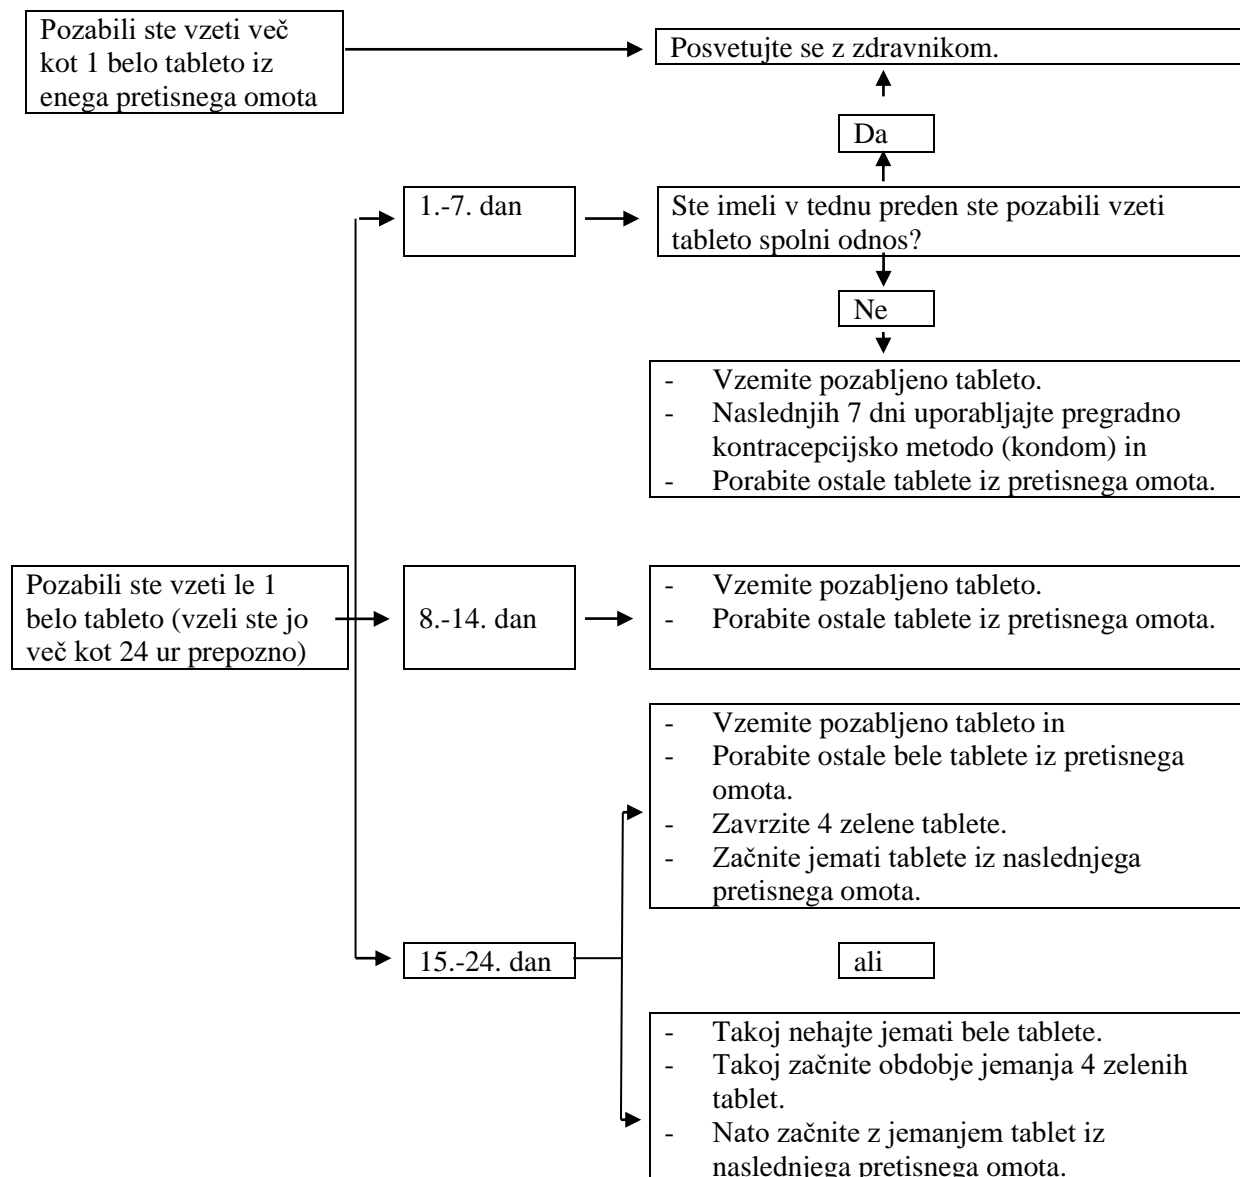 Pozabili ste vzeti več
kot 1 belo tableto iz
enega pretisnega omota
Posvetujte se z zdravnikom.
Da
1.-7. dan
Ste imeli v tednu preden ste pozabili vzeti
tableto spolni odnos?
Ne
- Vzemite pozabljeno tableto.
- Naslednjih 7 dni uporabljajte pregradno
kontracepcijsko metodo (kondom) in
- Porabite ostale tablete iz pretisnega omota.
Pozabili ste vzeti le 1
belo tableto (vzeli ste jo
več kot 24 ur prepozno)
8.-14. dan
- Vzemite pozabljeno tableto.
- Porabite ostale tablete iz pretisnega omota.
- Vzemite pozabljeno tableto in
- Porabite ostale bele tablete iz pretisnega
omota.
- Zavrzite 4 zelene tablete.
- Začnite jemati tablete iz naslednjega
pretisnega omota.
15.-24. dan
ali
- Takoj nehajte jemati bele tablete.
- Takoj začnite obdobje jemanja 4 zelenih
tablet.
- Nato začnite z jemanjem tablet iz
naslednjega pretisnega omota.